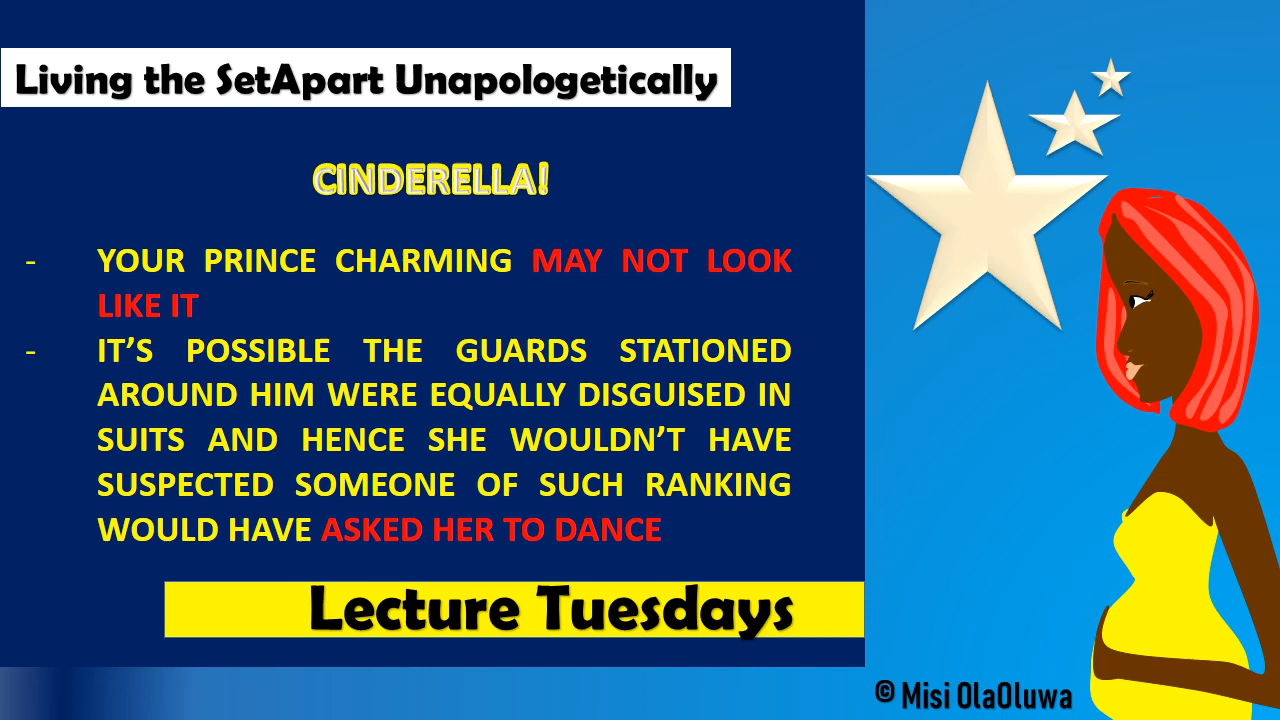 Living the SetApart Unapologetically
CINDERELLA!
- YOUR PRINCE CHARMING MAY NOT LOOK
LIKE IT
- IT’S POSSIBLE THE GUARDS STATIONED
AROUND HIM WERE EQUALLY DISGUISED IN
SUITS AND HENCE SHE WOULDN’T HAVE
SUSPECTED SOMEONE OF SUCH RANKING
WOULD HAVE ASKED HER TO DANCE
Lecture Tuesdays
© Misi OlaOluwa